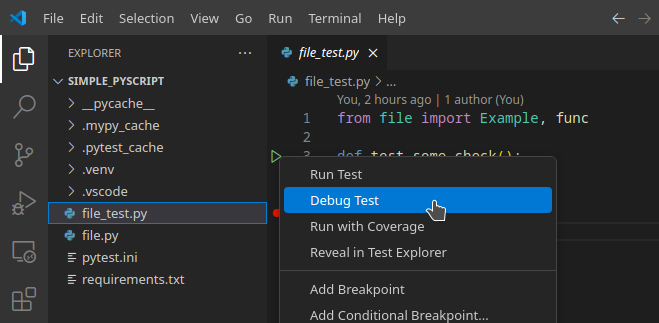 File Edit Selection View Go Run Terminal Help
EXPLORER
file_test.py
SIMPLE_PYSCRIPT
file_test.py > ...
__pycache__
You, 2 hours ago | 1 author (You)
.mypy_cache
1 from file import Example, func
.pytest_cache
2
3 def test_some_check():
.venv
Run Test
.vscode
Debug Test
file_test.py
Run with Coverage
file.py
Reveal in Test Explorer
pytest.ini
requirements.txt
Add Breakpoint
Add Conditional Breakpoint...